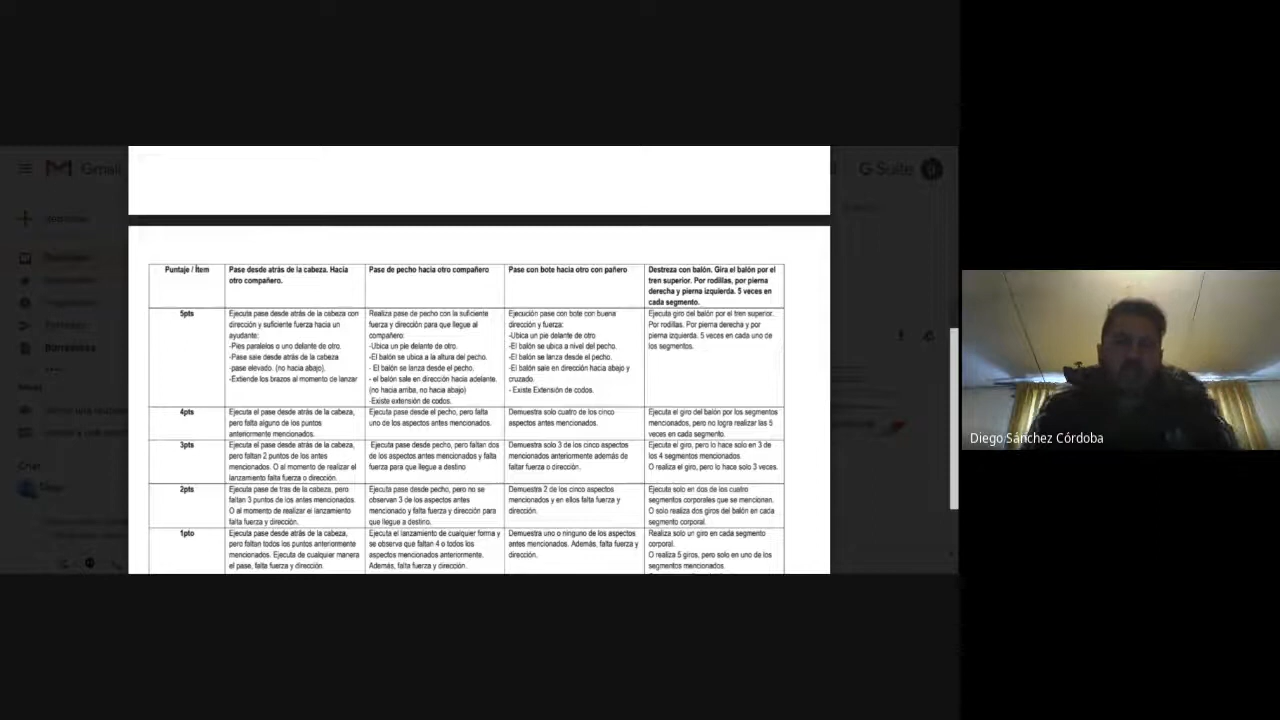 Gmail
G Suite
Puntaje / Ítem
Pase desde atrás de la cabeza. Hacia
otro compañero.
Pase de pecho hacia otro compañero
Pase con bote hacia otro con pañero
Destreza con balón. Gira el balón por el
tren superior. Por rodillas, por pierna
derecha y pierna izquierda. 5 veces en
cada segmento.
5pts
Ejecuta pase desde atrás de la cabeza con
dirección y suficiente fuerza hacia un
ayudante:
-Pies paralelos o uno delante de otro.
-Pase sale desde atrás de la cabeza
-pase elevado. (no hacia abajo).
-Extiende los brazos al momento de lanzar
Realiza pase de pecho con la suficiente
fuerza y dirección para que llegue al
compañero:
-Ubica un pie delante de otro.
-El balón se ubica a la altura del pecho.
- El balón se lanza desde el pecho.
- el balón sale en dirección hacia adelante.
(no hacia arriba, no hacia abajo)
-Existe extensión de codos.
Ejecución pase con bote con buena
dirección y fuerza:
-Ubica un pie delante de otro
-El balón se ubica a nivel del pecho.
-El balón se lanza desde el pecho.
-El balón sale en dirección hacia abajo y
cruzado.
- Existe Extensión de codos.
Ejecuta giro del balón por el tren superior.
Por rodillas. Por pierna derecha y por
pierna izquierda. 5 veces en cada uno de
los segmentos.
4pts
Ejecuta el pase desde atrás de la cabeza,
pero falta alguno de los puntos
anteriormente mencionados.
Ejecuta pase desde el pecho, pero falta
uno de los aspectos antes mencionados.
Demuestra solo cuatro de los cinco
aspectos antes mencionados.
Ejecuta el giro del balón por los segmentos
mencionados, pero no logra realizar las 5
veces en cada segmento.
3pts
Ejecuta el pase desde atrás de la cabeza,
pero faltan 2 puntos de los antes
mencionados. O al momento de realizar el
lanzamiento falta fuerza o dirección.
Ejecuta pase desde pecho, pero faltan dos
de los aspectos antes mencionados y falta
fuerza para que llegue a destino
Demuestra solo 3 de los cinco aspectos
mencionados anteriormente además de
faltar fuerza o dirección.
Ejecuta el giro, pero lo hace solo en 3 de
los 4 segmentos mencionados.
O realiza el giro, pero lo hace solo 3 veces.
2pts
Ejecuta pase de tras de la cabeza, pero
faltan 3 puntos de los antes mencionados.
O al momento de realizar el lanzamiento
falta fuerza y dirección.
Ejecuta pase desde pecho, pero no se
observan 3 de los aspectos antes
mencionado y falta fuerza y dirección para
que llegue a destino.
Demuestra 2 de los cinco aspectos
mencionados y en ellos falta fuerza y
dirección.
Ejecuta solo en dos de los cuatro
segmentos corporales que se mencionan.
O solo realiza dos giros del balón en cada
segmento corporal.
1pto
Ejecuta pase desde atrás de la cabeza,
pero faltan todos los puntos anteriormente
mencionados. Ejecuta de cualquier manera
el pase, falta fuerza y dirección.
Ejecuta el lanzamiento de cualquier forma y
se observa que faltan 4 o todos los
aspectos mencionados anteriormente.
Además, falta fuerza y dirección.
Demuestra uno o ninguno de los aspectos
antes mencionados. Además, falta fuerza y
dirección.
Realiza solo un giro en cada segmento
corporal.
O realiza 5 giros, pero solo en uno de los
segmentos mencionados.
Diego Sánchez Córdoba